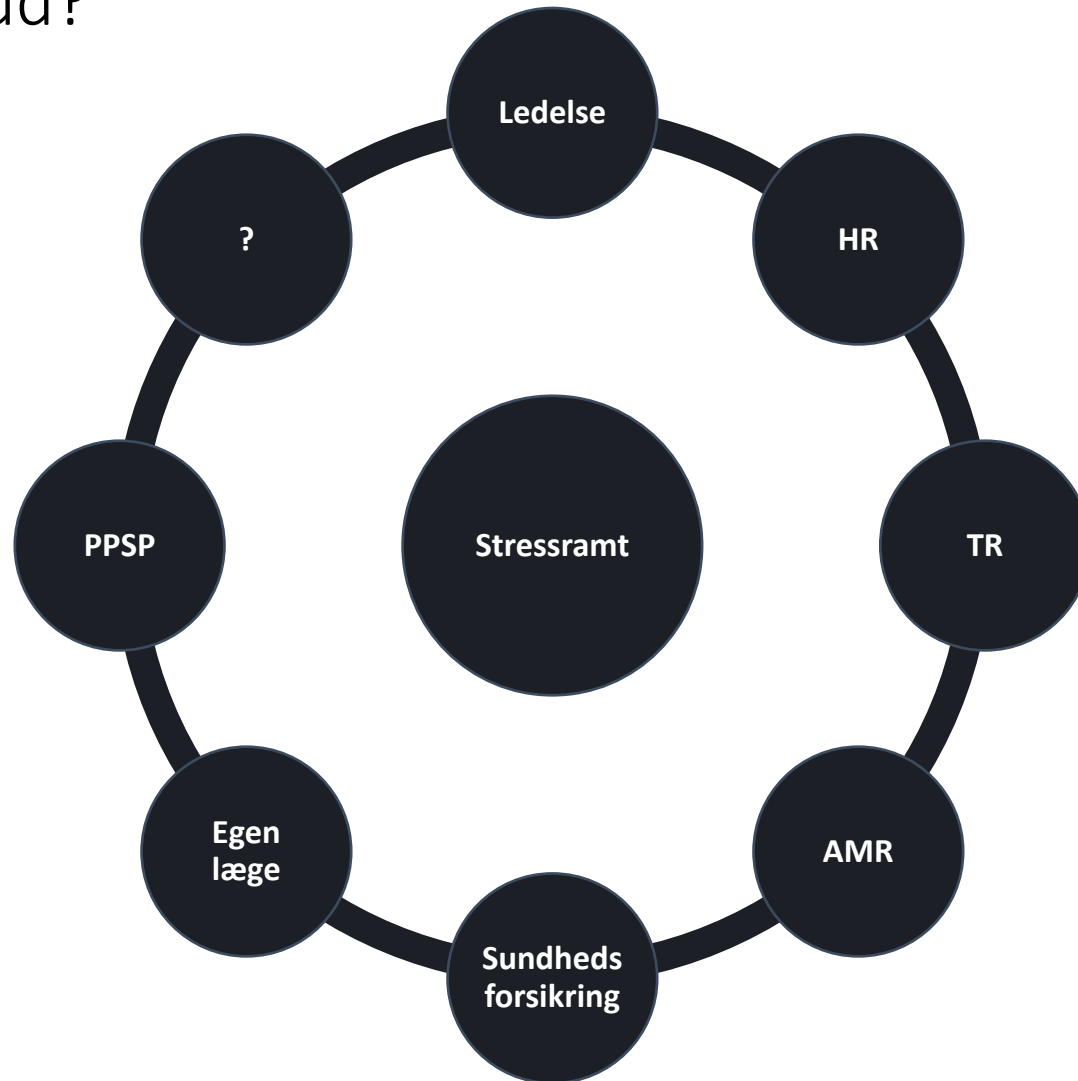 Ledelse
HR
TR
AMR
Sundheds
forsikring
Egen
læge
PPSP
?
Stressramt